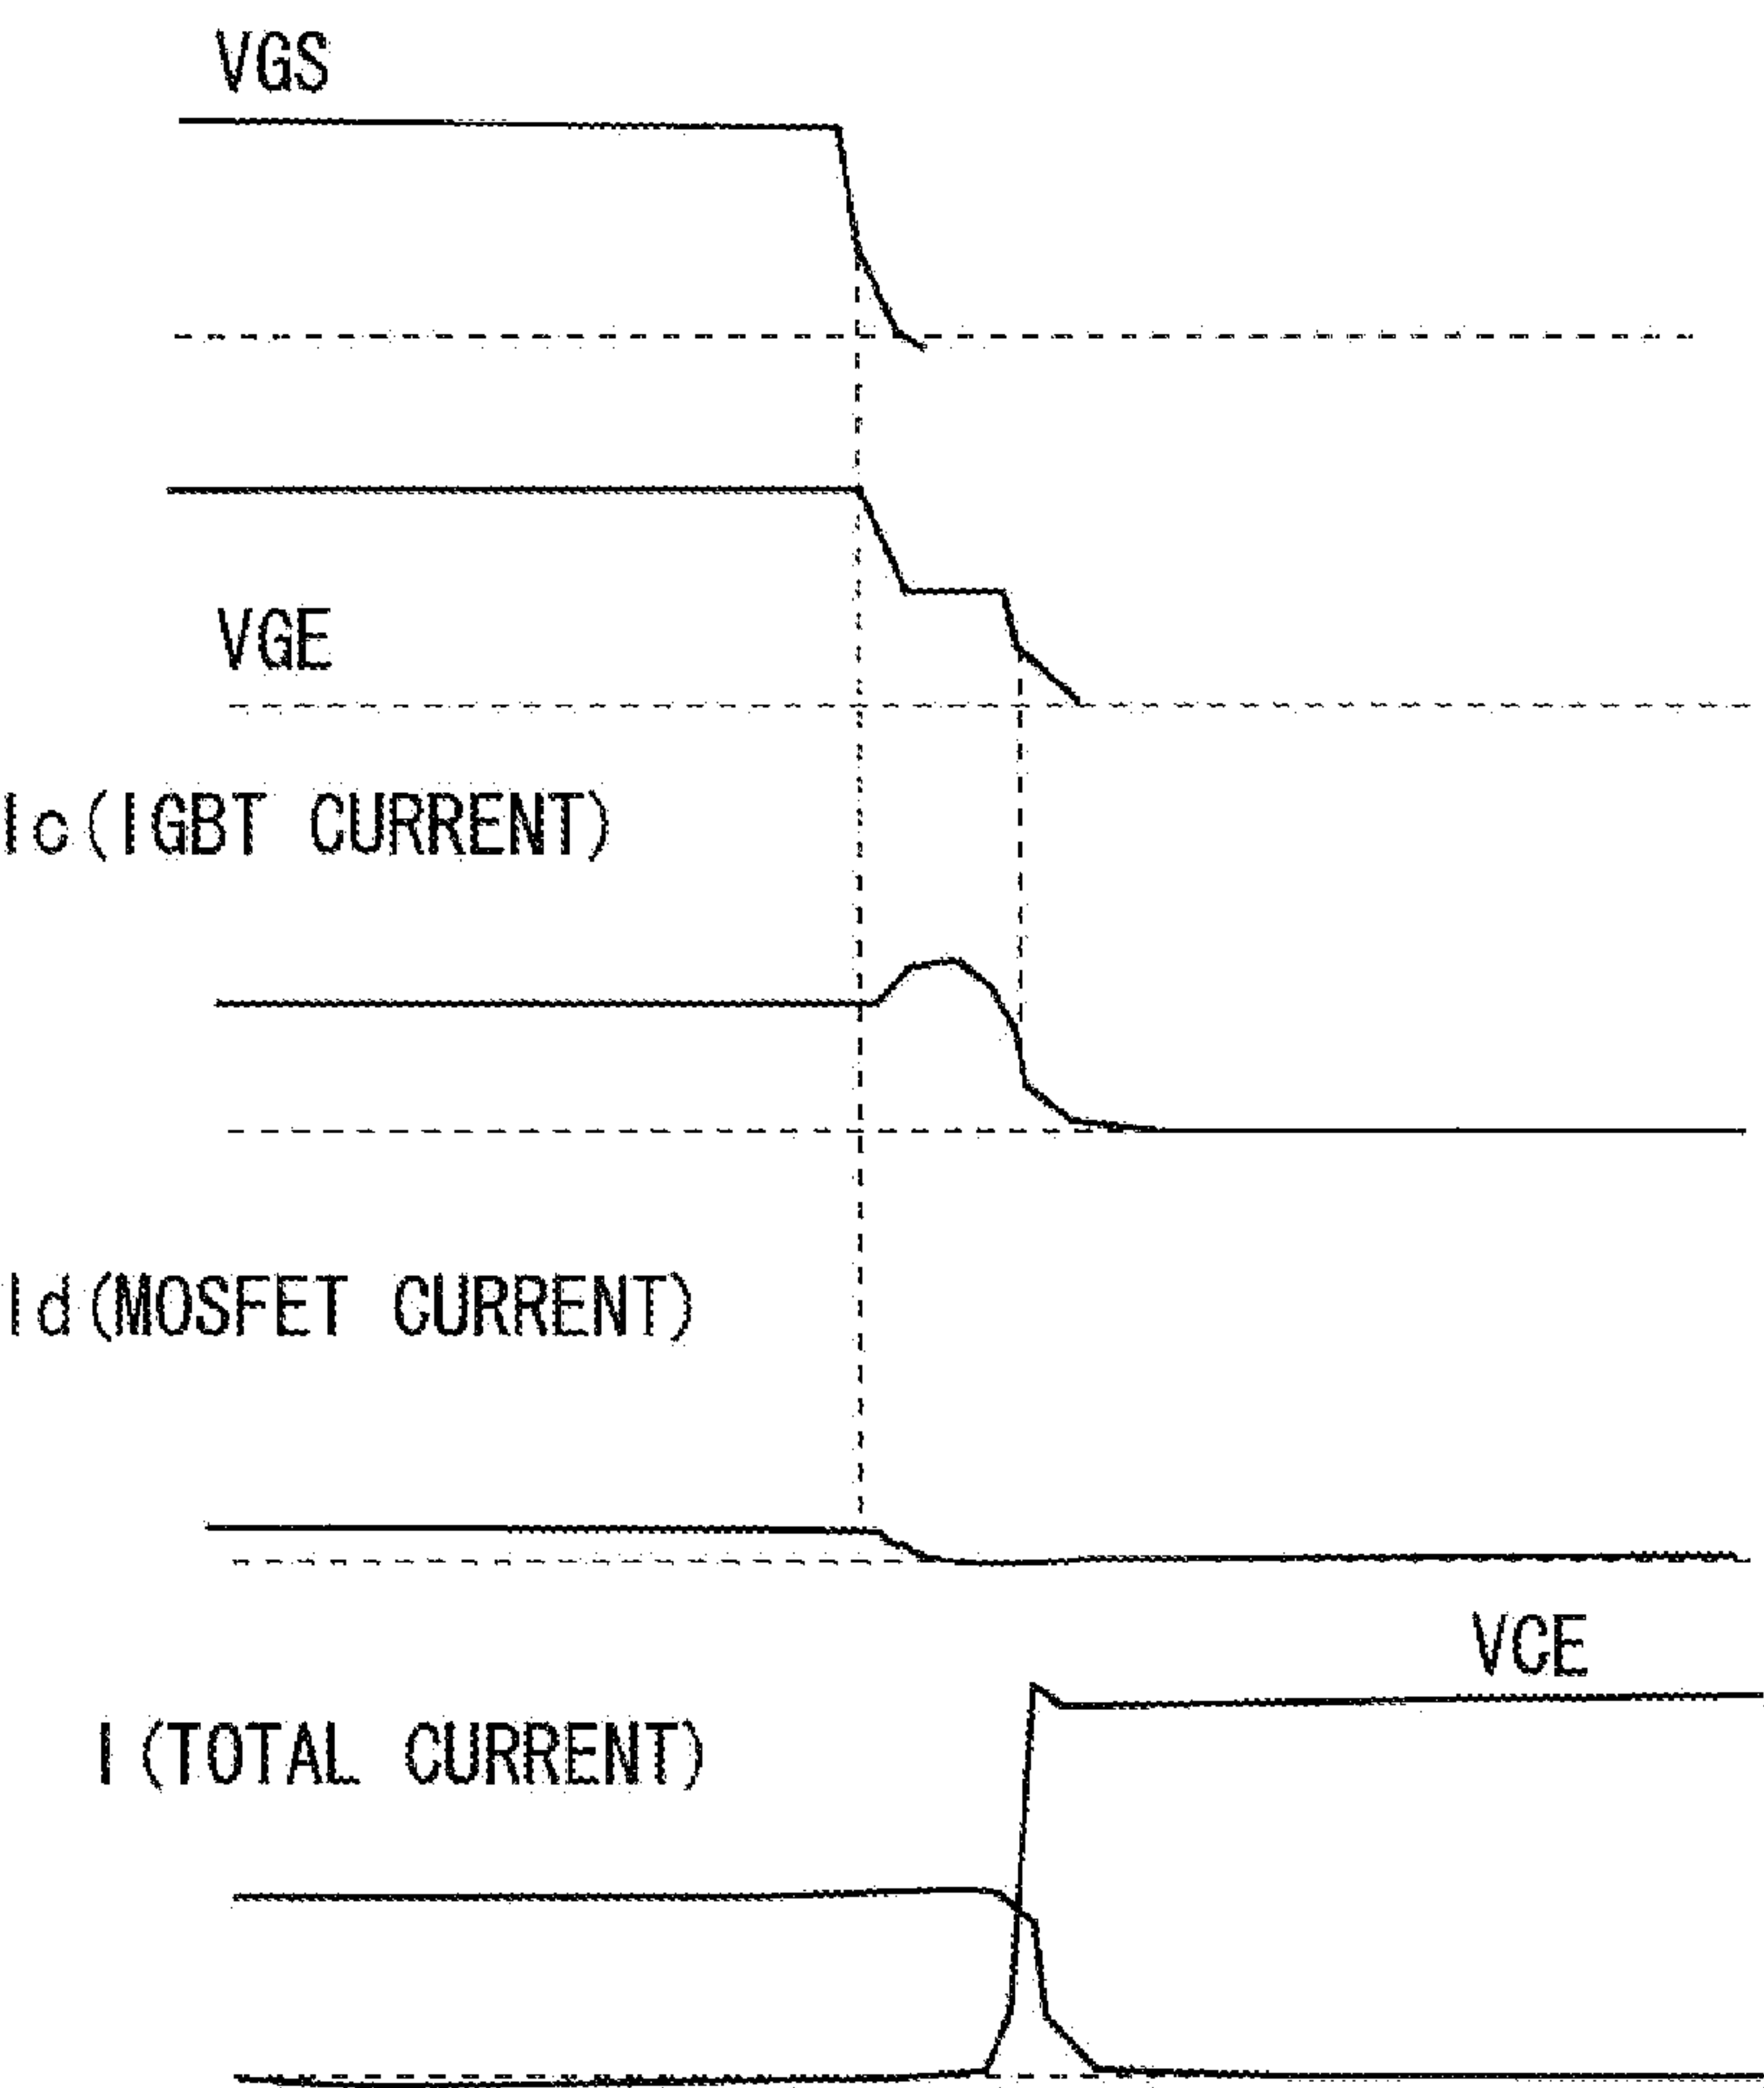 VGS
VGE
Ic(IGBT CURRENT)
Id(MOSFET CURRENT)
VCE
I(TOTAL CURRENT)